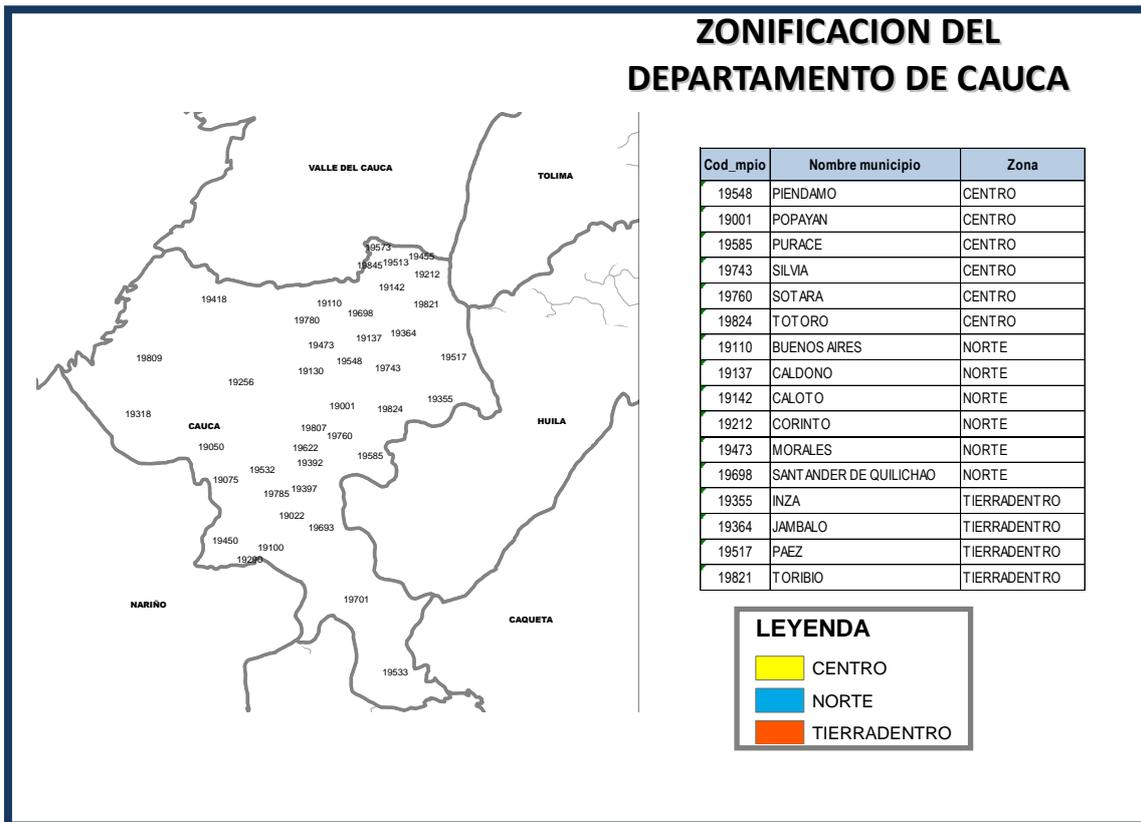 ZONIFICACION DEL
DEPARTAMENTO DE CAUCA
VALLE DEL CAUCA
TOLIMA
19573
19455
19845
19513
19212
19142
19418
19110
19821
19698
19780
19137
19364
19473
19809
19548
19517
19130
19743
19256
19355
19001
19824
19318
CAUCA
HUILA
19807
19760
19050
19622
19585
19392
19532
19075
19397
19785
19022
19693
19450
19100
19290
NARIÑO
19701
CAQUETA
19533
Cod_mpio Nombre municipio Zona
19548 PIENDAMO CENTRO
19001 POPAYAN CENTRO
19585 PURACE CENTRO
19743 SILVIA CENTRO
19760 SOTARA CENTRO
19824 TOTORO CENTRO
19110 BUENOS AIRES NORTE
19137 CALDONO NORTE
19142 CALOTO NORTE
19212 CORINTO NORTE
19473 MORALES NORTE
19698 SANTANDER DE QUILICHAO NORTE
19355 INZA TIERRADENTRO
19364 JAMBALO TIERRADENTRO
19517 PAEZ TIERRADENTRO
19821 TORIBIO TIERRADENTRO
LEYENDA
CENTRO
NORTE
TIERRADENTRO